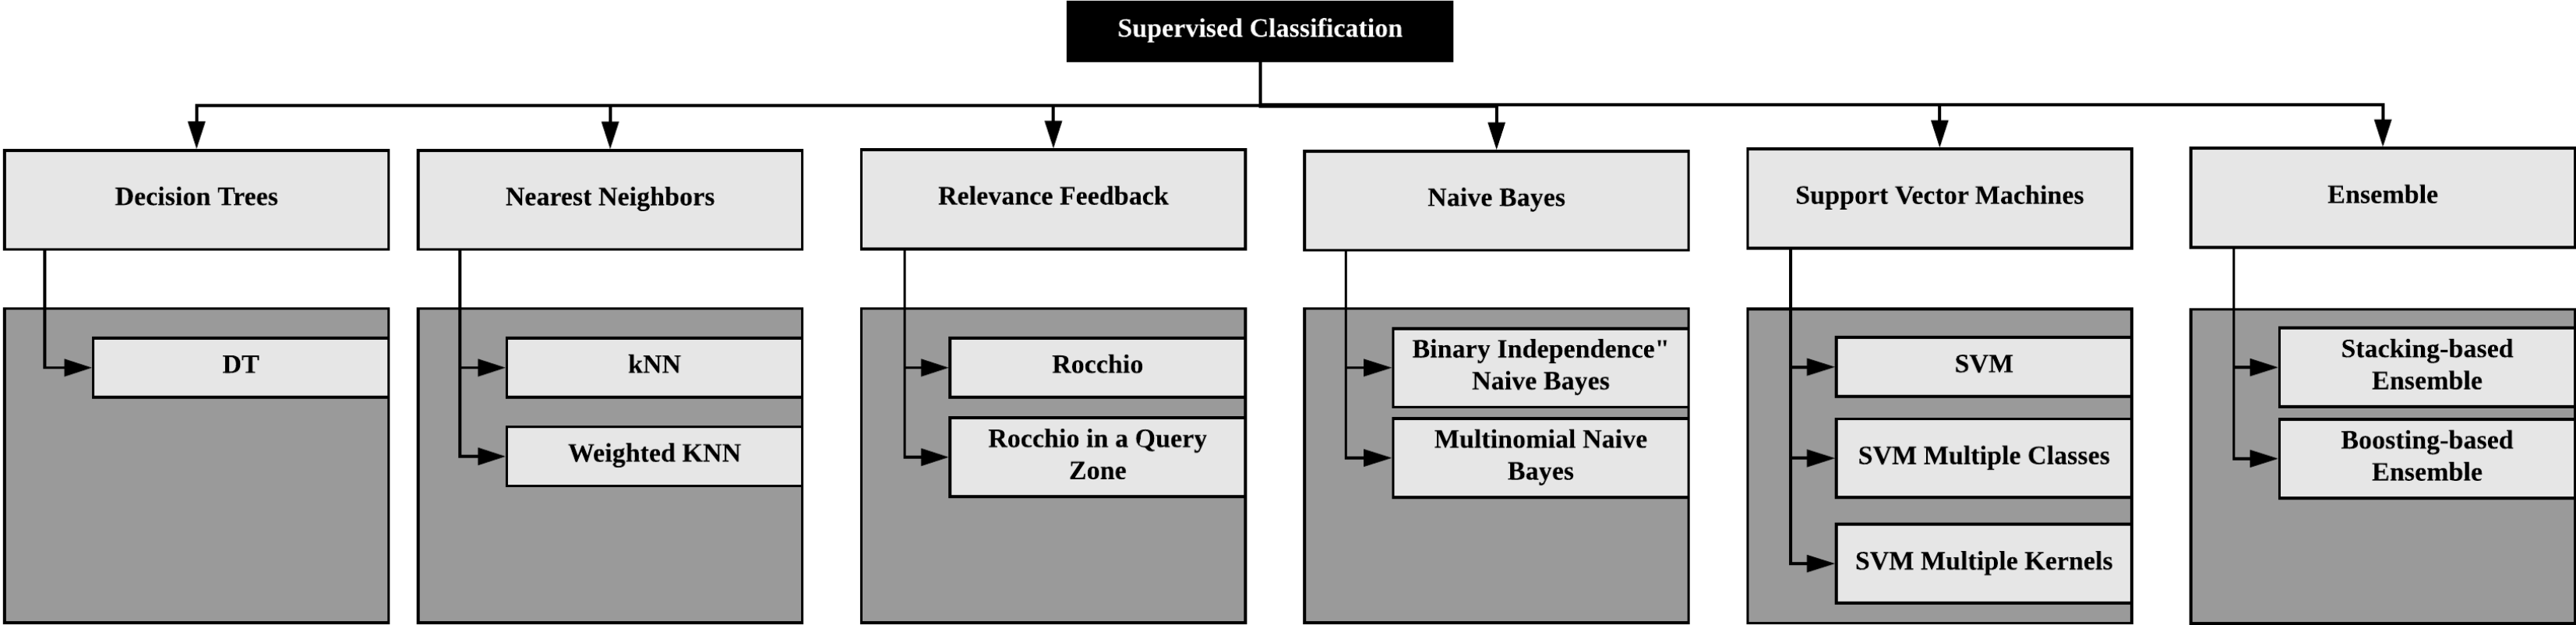 Supervised Classification
Decision Trees
Nearest Neighbors
Relevance Feedback
Naive Bayes
Support Vector Machines
Ensemble
DT
kNN
Weighted KNN
Rocchio
Rocchio in a Query
Zone
Binary Independence"
Naive Bayes
Multinomial Naive
Bayes
SVM
SVM Multiple Classes
SVM Multiple Kernels
Stacking-based
Ensemble
Boosting-based
Ensemble